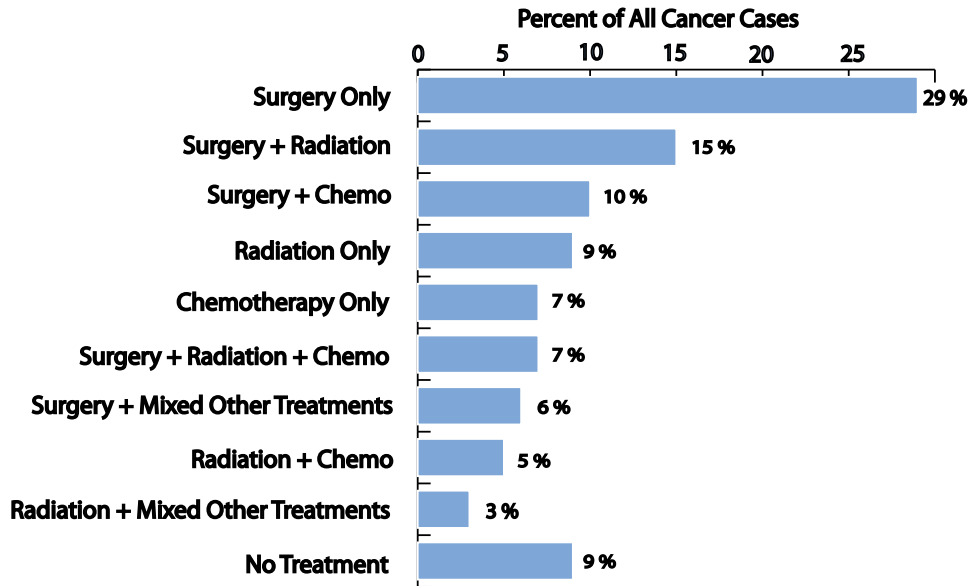 Percent of All Cancer Cases
0 5 10 15 20 25
Surgery Only 29 %
Surgery + Radiation 15 %
Surgery + Chemo 10 %
Radiation Only 9 %
Chemotherapy Only 7 %
Surgery + Radiation + Chemo 7 %
Surgery + Mixed Other Treatments 6 %
Radiation + Chemo 5 %
Radiation + Mixed Other Treatments 3 %
No Treatment 9 %